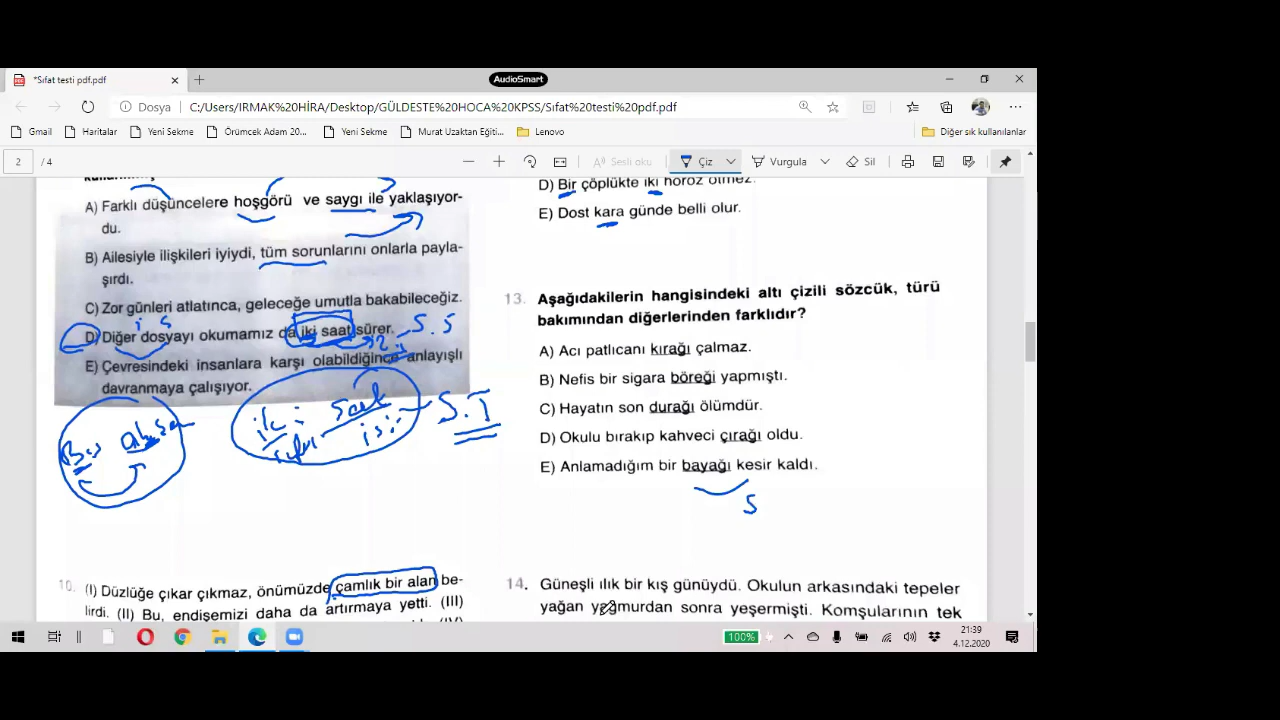 AudioSmart
*Sıfat testi pdf.pdf
Dosya
C:/Users/IRMAK%20HİRA/Desktop/GÜLDESTE%20HOCA%20KPSS/Sıfat%20testi%20pdf.pdf
Gmail
Haritalar
Yeni Sekme
Örümcek Adam 20...
Yeni Sekme
Murat Uzaktan Eğiti...
Lenovo
Diğer sık kullanılanlar
2 / 4
Sesli oku
Çiz
Vurgula
Sil
A) Farklı düşüncelere hoşgörü ve saygı ile yaklaşıyor-
du.
B) Ailesiyle ilişkileri iyiydi, tüm sorunlarını onlarla payla-
şırdı.
C) Zor günleri atlatınca, geleceğe umutla bakabileceğiz.
D) Diğer dosyayı okumamız da iki saat sürer.
S.S
E) Çevresindeki insanlara karşı olabildiğince anlayışlı
davranmaya çalışıyor.
S.İ
10. (I) Düzlüğe çıkar çıkmaz, önümüzde çamlık bir alan be-
lirdi. (II) Bu, endişemizi daha da artırmaya yetti. (III)
D) Bir çöplükte iki horoz ötmez.
E) Dost kara günde belli olur.
13. Aşağıdakilerin hangisindeki altı çizili sözcük, türü
bakımından diğerlerinden farklıdır?
A) Acı patlıcanı kırağı çalmaz.
B) Nefis bir sigara böreği yapmıştı.
C) Hayatın son durağı ölümdür.
D) Okulu bırakıp kahveci çırağı oldu.
E) Anlamadığım bir bayağı kesir kaldı.
S
14. Güneşli ılık bir kış günüydü. Okulun arkasındaki tepeler
yağan yağmurdan sonra yeşermişti. Komşularının tek
100%
21:39
4.12.2020